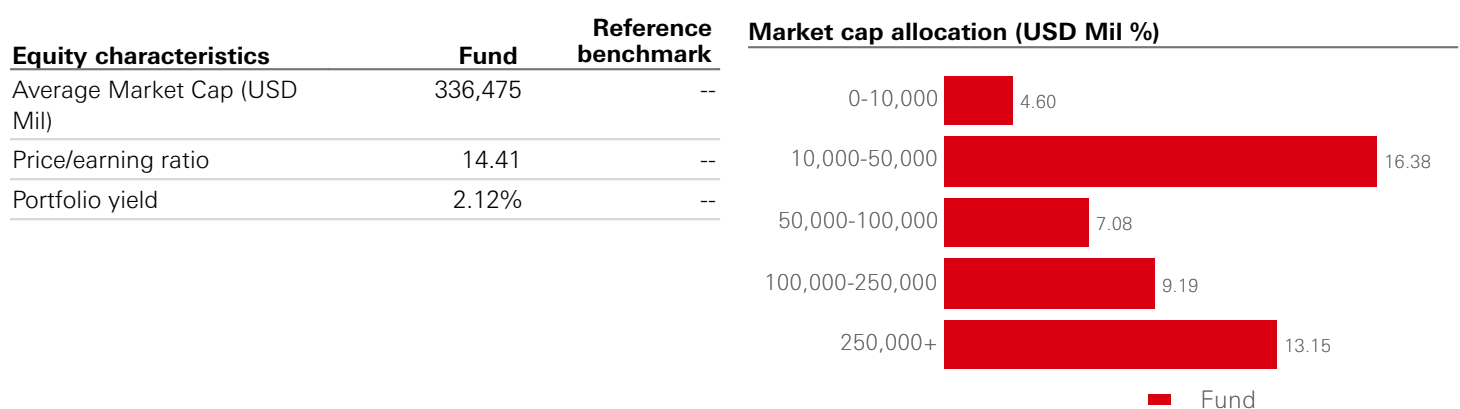 Equity characteristics Fund Reference benchmark
Average Market Cap (USD Mil) 336,475 --
Price/earning ratio 14.41 --
Portfolio yield 2.12% --
Market cap allocation (USD Mil %)
0-10,000 4.60
10,000-50,000 16.38
50,000-100,000 7.08
100,000-250,000 9.19
250,000+ 13.15
Fund